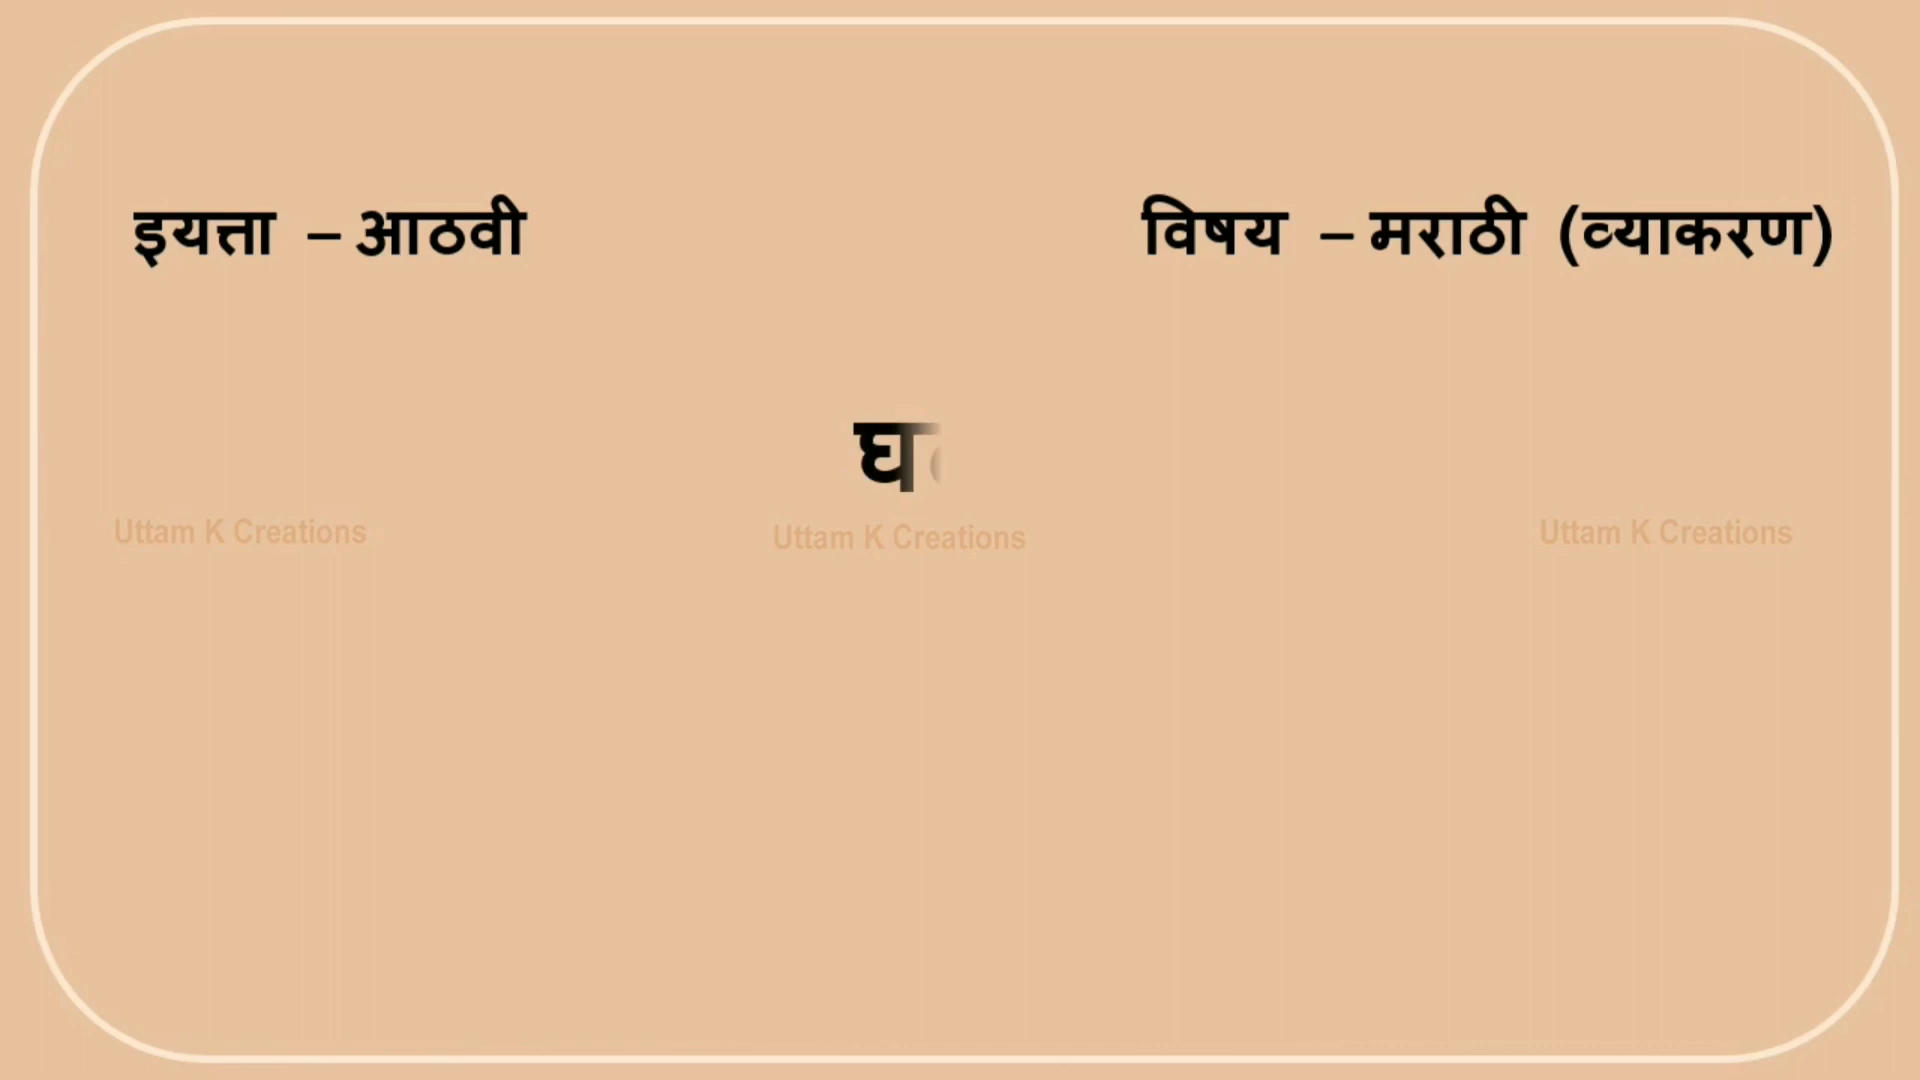 इयत्ता – आठवी विषय – मराठी (व्याकरण)
Uttam K Creations Uttam K Creations Uttam K Creations